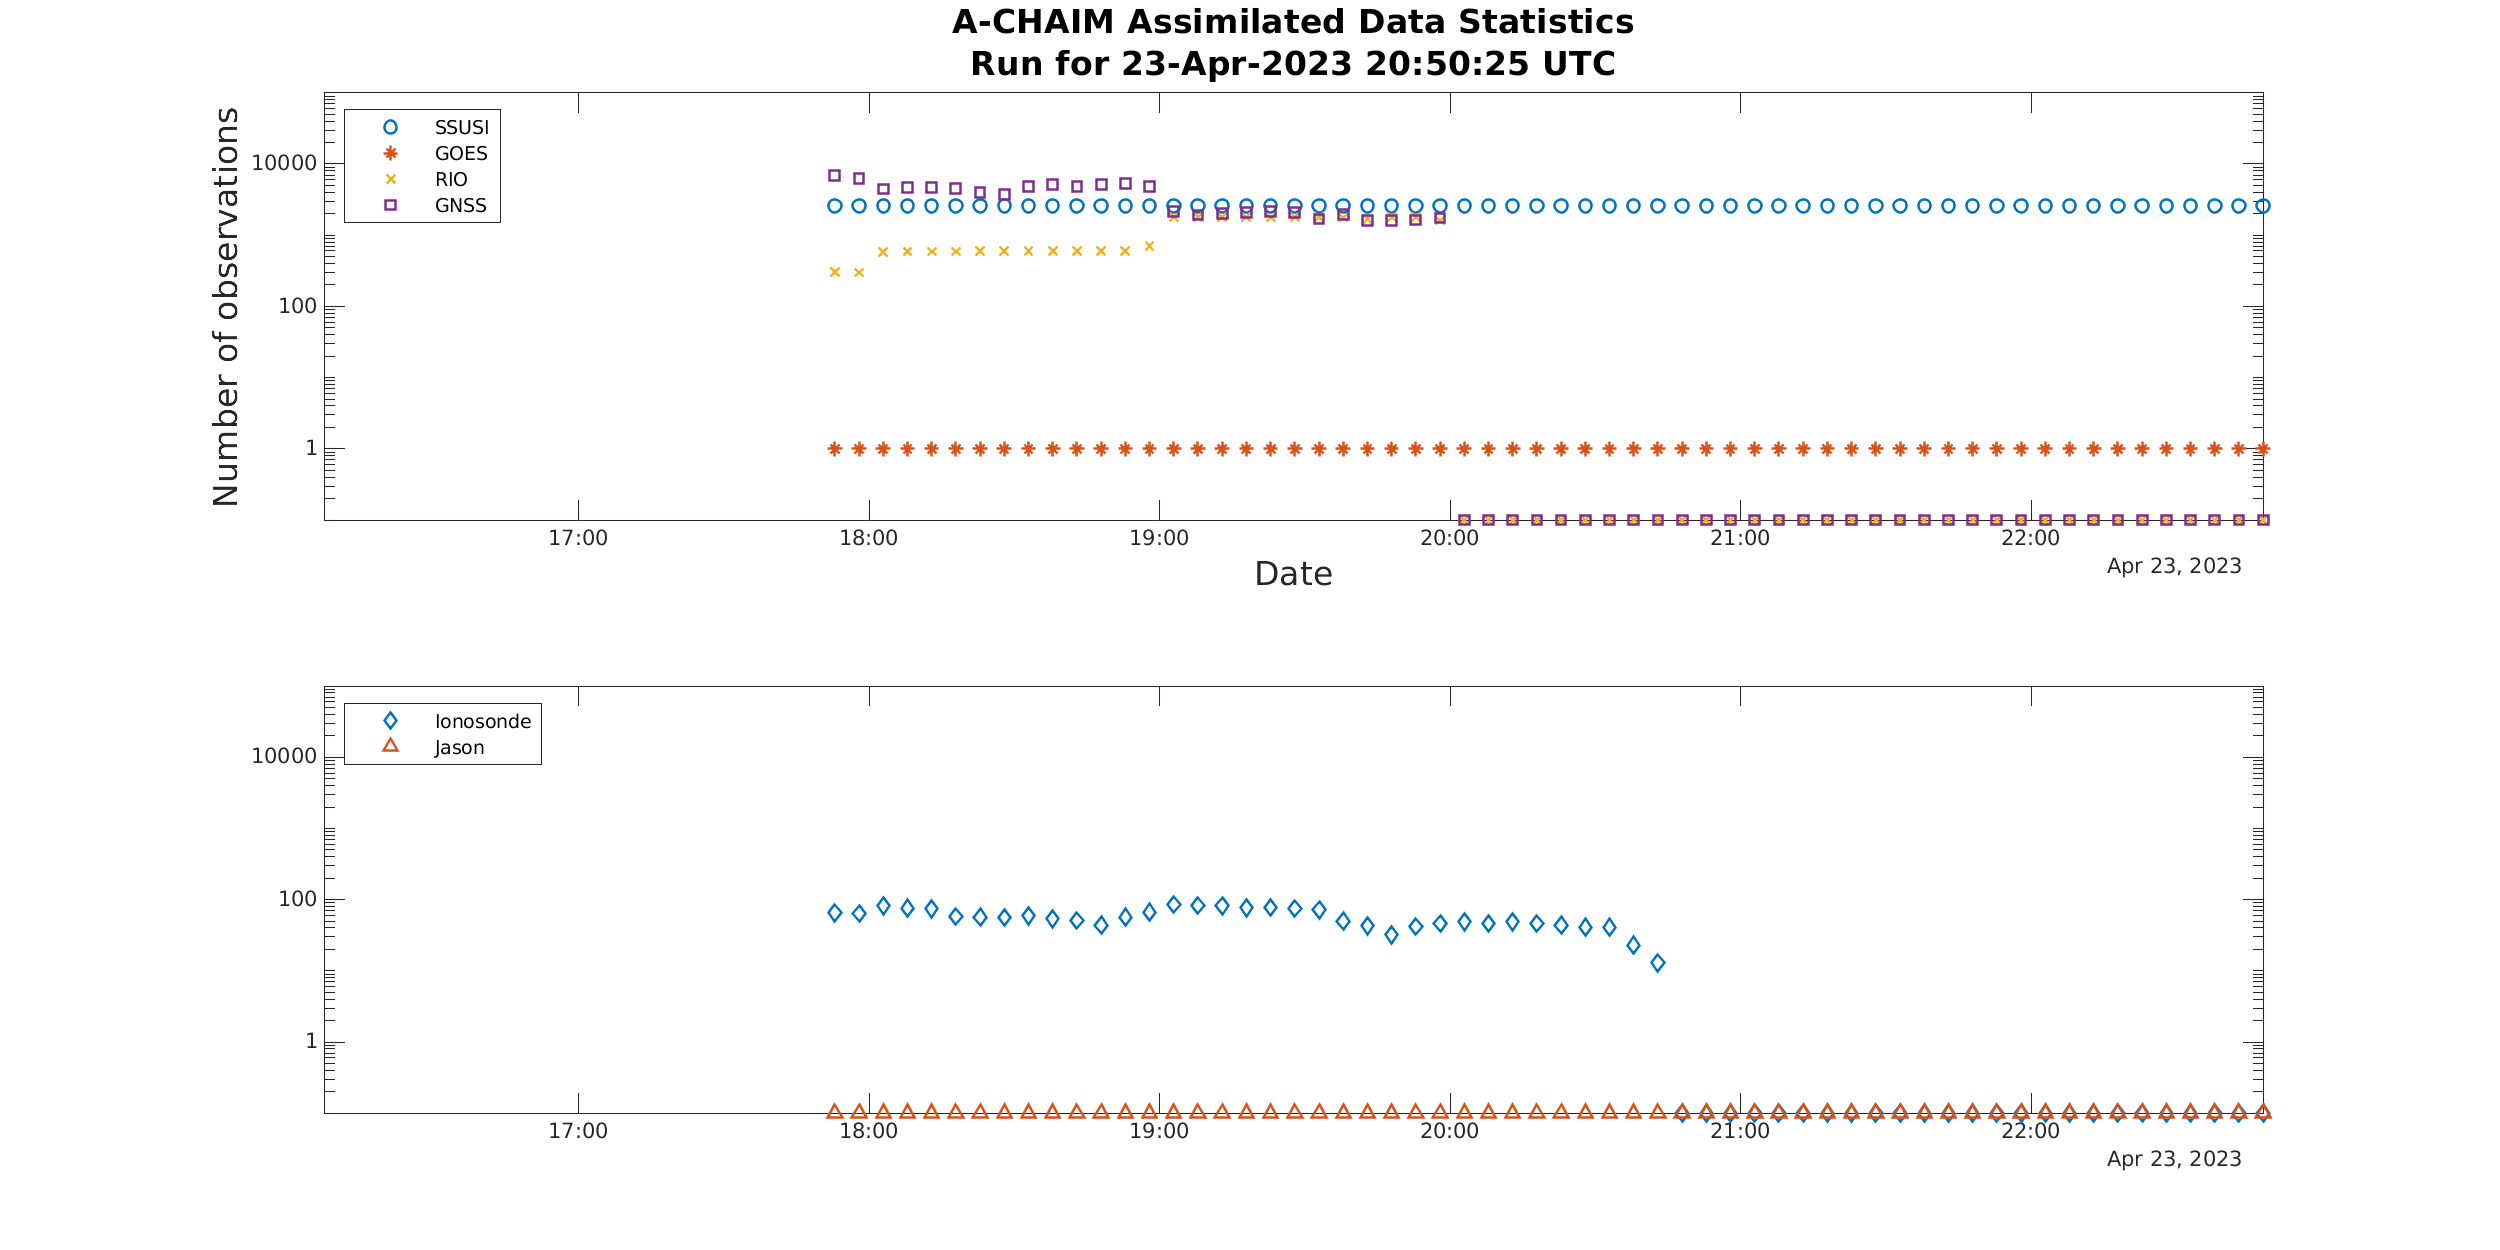 A-CHAIM Assimilated Data Statistics
Run for 23-Apr-2023 20:50:25 UTC
Number of observations
SSUSI
GOES
RIO
GNSS
10000
100
1
17:00 18:00 19:00 20:00 21:00 22:00
Date
Apr 23, 2023
Ionosonde
Jason
10000
100
1
17:00 18:00 19:00 20:00 21:00 22:00
Apr 23, 2023